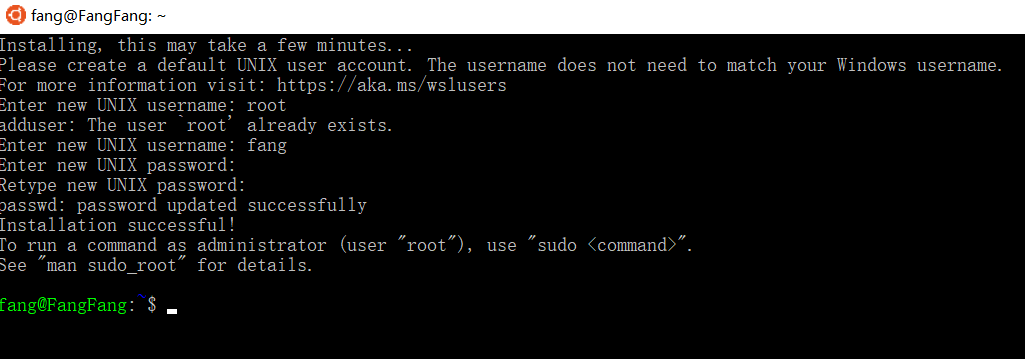 fang@FangFang: ~
Installing, this may take a few minutes...
Please create a default UNIX user account. The username does not need to match your Windows username.
For more information visit: https://aka.ms/wslusers
Enter new UNIX username: root
adduser: The user `root' already exists.
Enter new UNIX username: fang
Enter new UNIX password:
Retype new UNIX password:
passwd: password updated successfully
Installation successful!
To run a command as administrator (user "root"), use "sudo <command>".
See "man sudo_root" for details.
fang@FangFang:~$